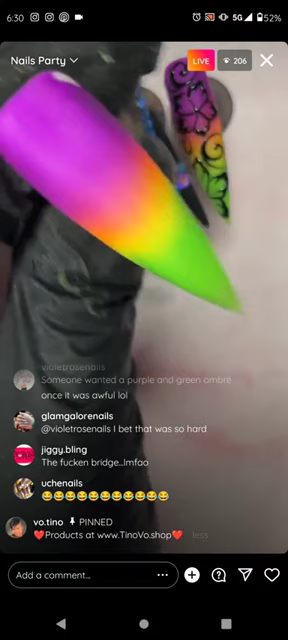 6:30 5G 52%
Nails Party LIVE 206
violetrosenails
Someone wanted a purple and green ombré
once it was awful lol
glamgalorenails
@violetrosenails I bet that was so hard
jiggy.bling
The fucken bridge..lmfao
uchenails
😂😂😂😂😂😂😂😂😂😂😂
vo.tino 📌 PINNED
❤️Products at www.TinoVo.shop❤️ less
Add a comment...